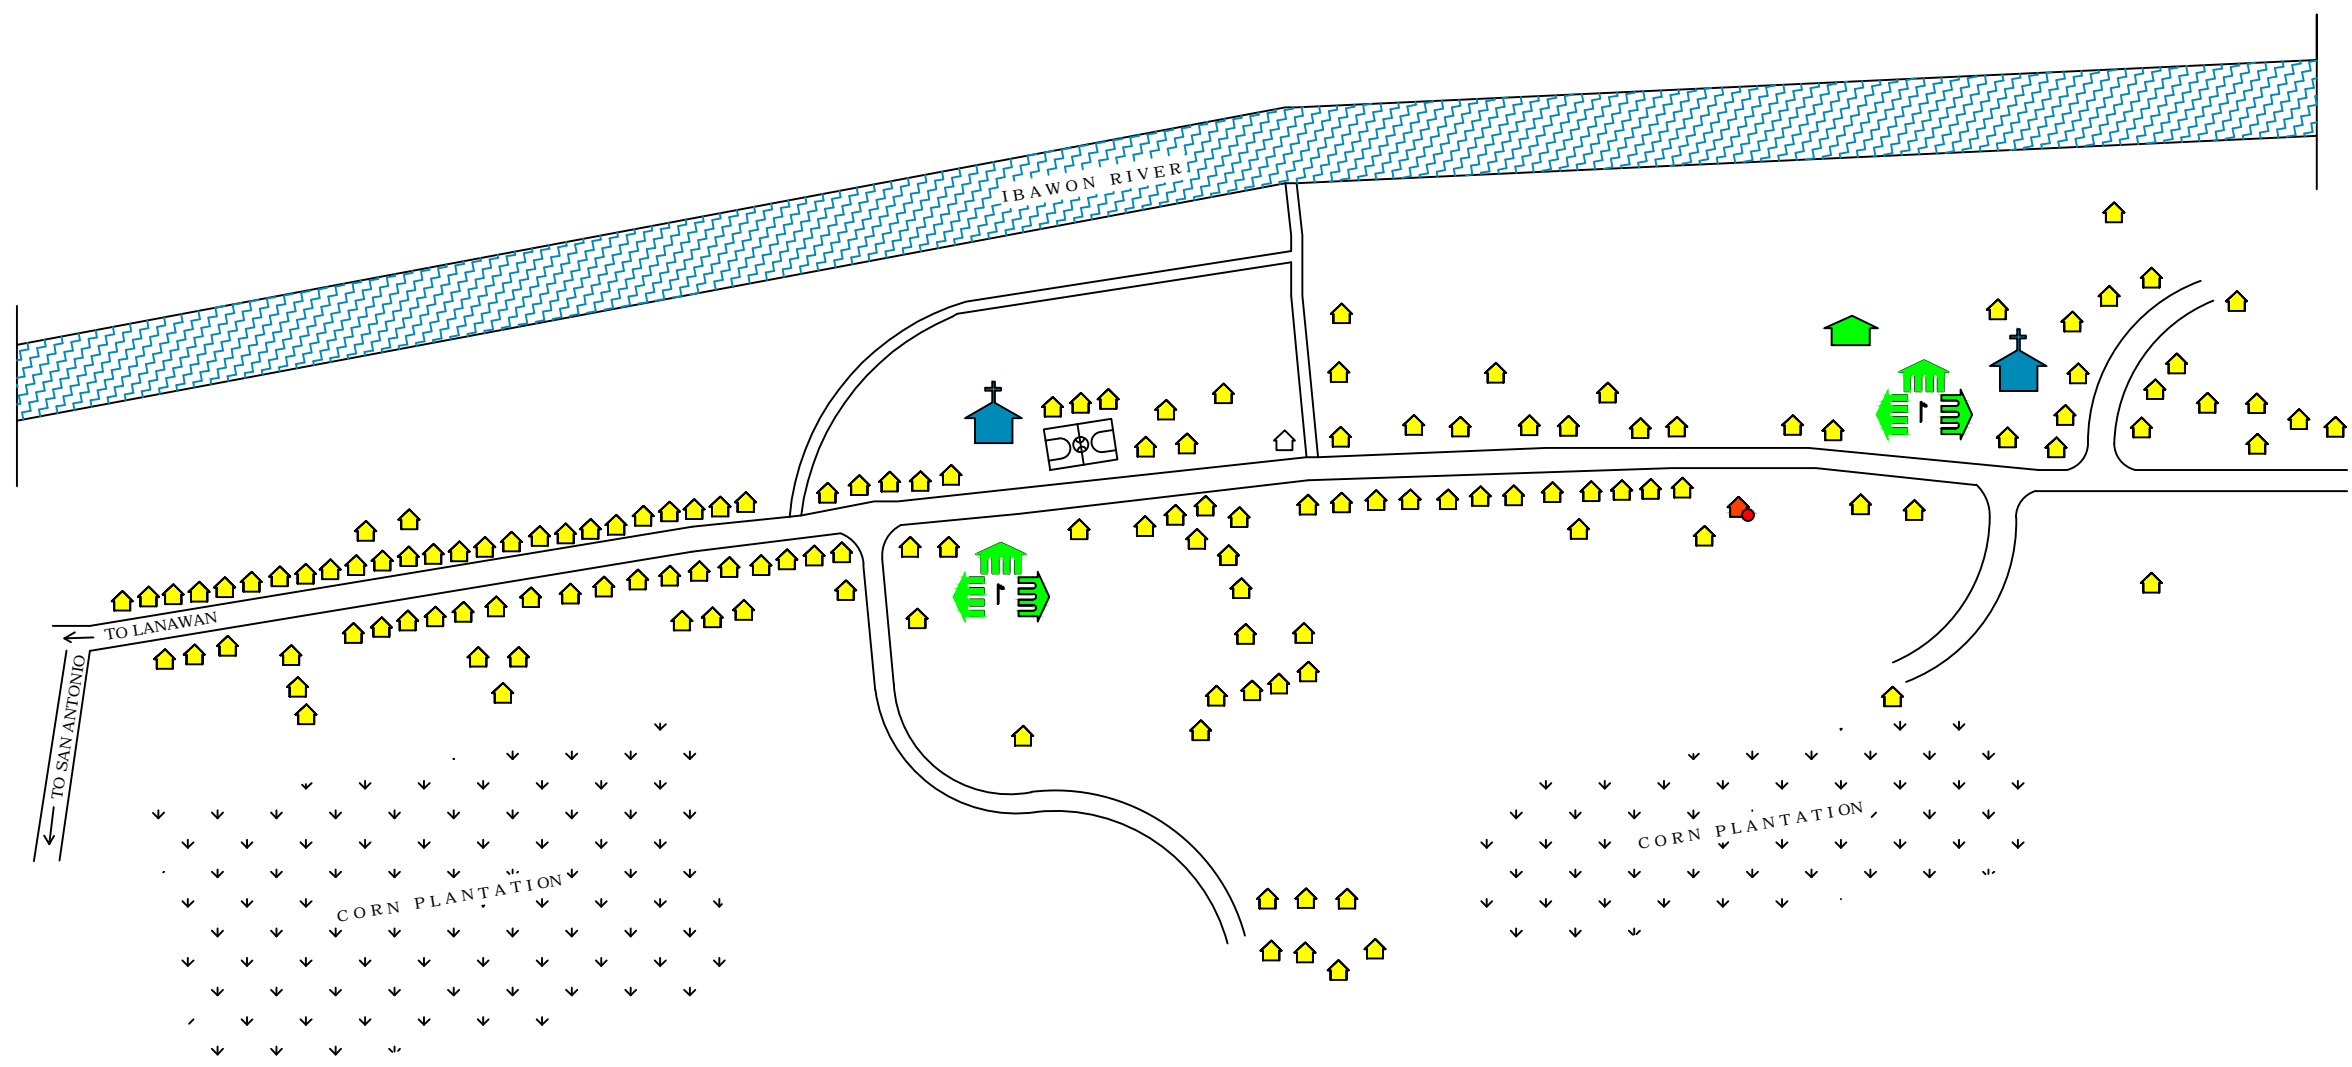 IBAWON RIVER
TO LANAWAN
TO SAN ANTONIO
CORN PLANTATION
CORN PLANTATION